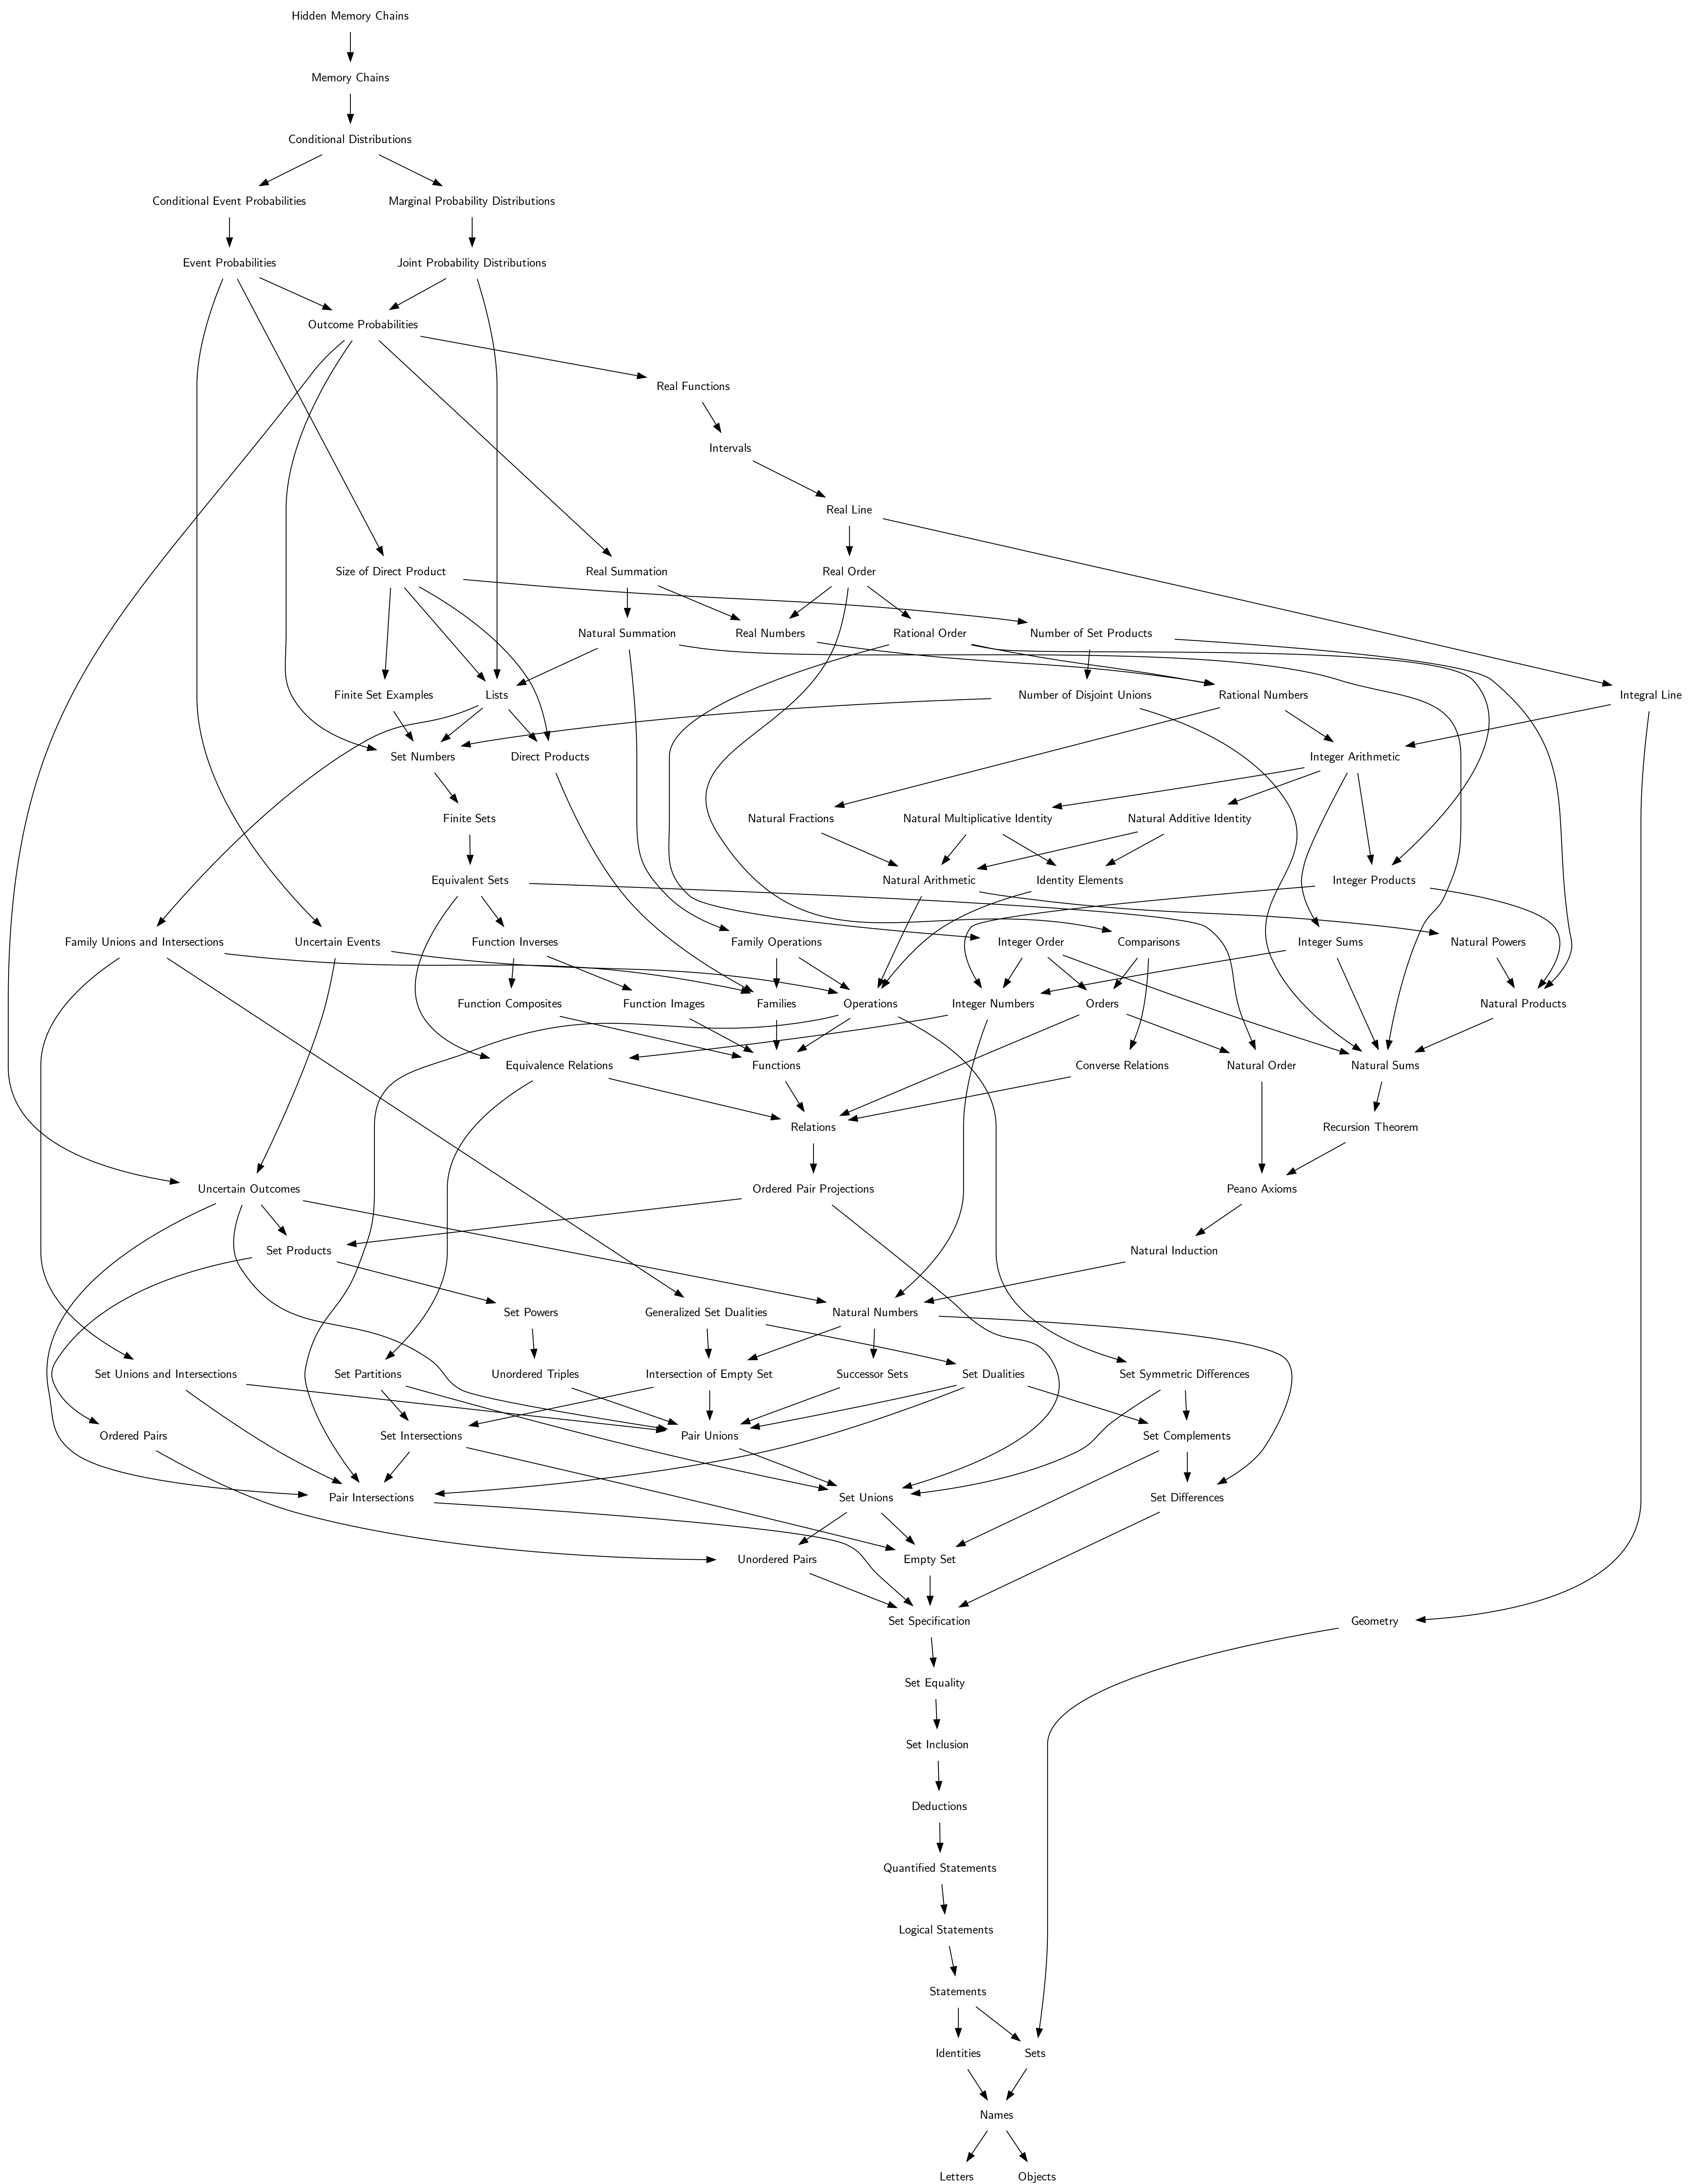 Hidden Memory Chains
Memory Chains
Conditional Distributions
Conditional Event Probabilities
Marginal Probability Distributions
Event Probabilities
Joint Probability Distributions
Outcome Probabilities
Real Functions
Intervals
Real Line
Size of Direct Product
Real Summation
Real Order
Natural Summation
Real Numbers
Rational Order
Number of Set Products
Finite Set Examples
Lists
Number of Disjoint Unions
Rational Numbers
Integral Line
Set Numbers
Direct Products
Integer Arithmetic
Finite Sets
Natural Fractions
Natural Multiplicative Identity
Natural Additive Identity
Equivalent Sets
Natural Arithmetic
Identity Elements
Integer Products
Family Unions and Intersections
Uncertain Events
Function Inverses
Family Operations
Integer Order
Comparisons
Integer Sums
Natural Powers
Function Composites
Function Images
Families
Operations
Integer Numbers
Orders
Natural Products
Equivalence Relations
Functions
Converse Relations
Natural Order
Natural Sums
Relations
Recursion Theorem
Uncertain Outcomes
Ordered Pair Projections
Peano Axioms
Set Products
Natural Induction
Set Powers
Generalized Set Dualities
Natural Numbers
Set Unions and Intersections
Set Partitions
Unordered Triples
Intersection of Empty Set
Successor Sets
Set Dualities
Set Symmetric Differences
Ordered Pairs
Set Intersections
Pair Unions
Set Complements
Pair Intersections
Set Unions
Set Differences
Unordered Pairs
Empty Set
Set Specification
Geometry
Set Equality
Set Inclusion
Deductions
Quantified Statements
Logical Statements
Statements
Identities
Sets
Names
Letters
Objects